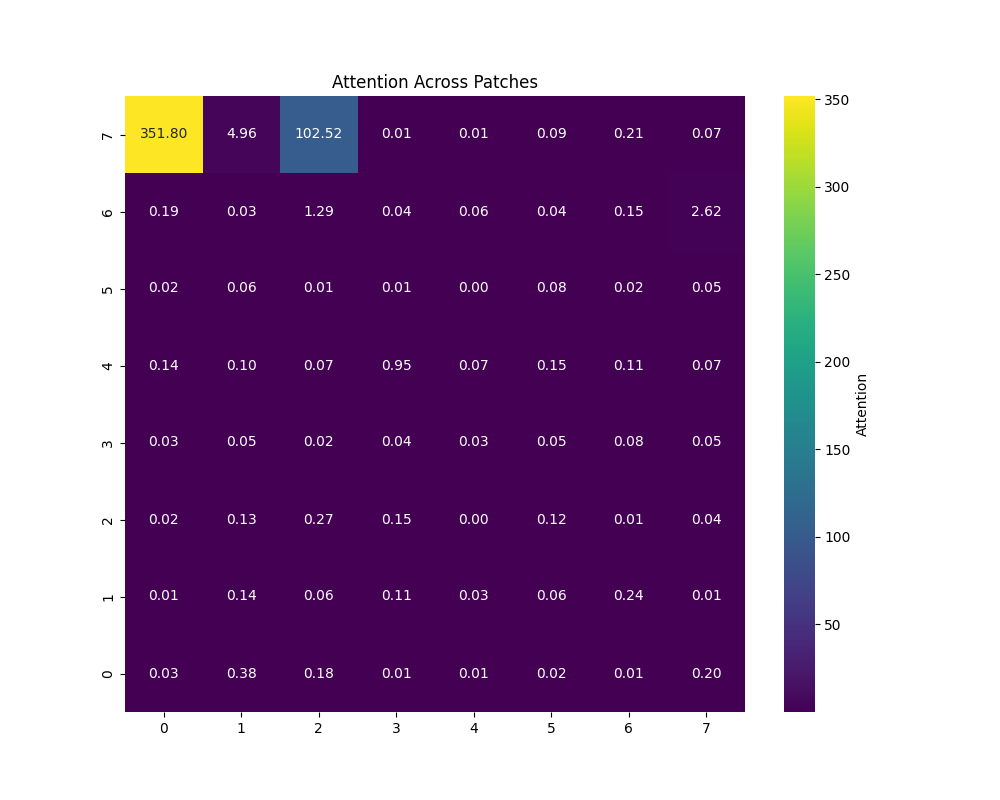 Attention Across Patches
7 351.80 4.96 102.52 0.01 0.01 0.09 0.21 0.07
6 0.19 0.03 1.29 0.04 0.06 0.04 0.15 2.62
5 0.02 0.06 0.01 0.01 0.00 0.08 0.02 0.05
4 0.14 0.10 0.07 0.95 0.07 0.15 0.11 0.07
3 0.03 0.05 0.02 0.04 0.03 0.05 0.08 0.05
2 0.02 0.13 0.27 0.15 0.00 0.12 0.01 0.04
1 0.01 0.14 0.06 0.11 0.03 0.06 0.24 0.01
0 0.03 0.38 0.18 0.01 0.01 0.02 0.01 0.20
0 1 2 3 4 5 6 7
350
300
250
200
150
100
50
Attention